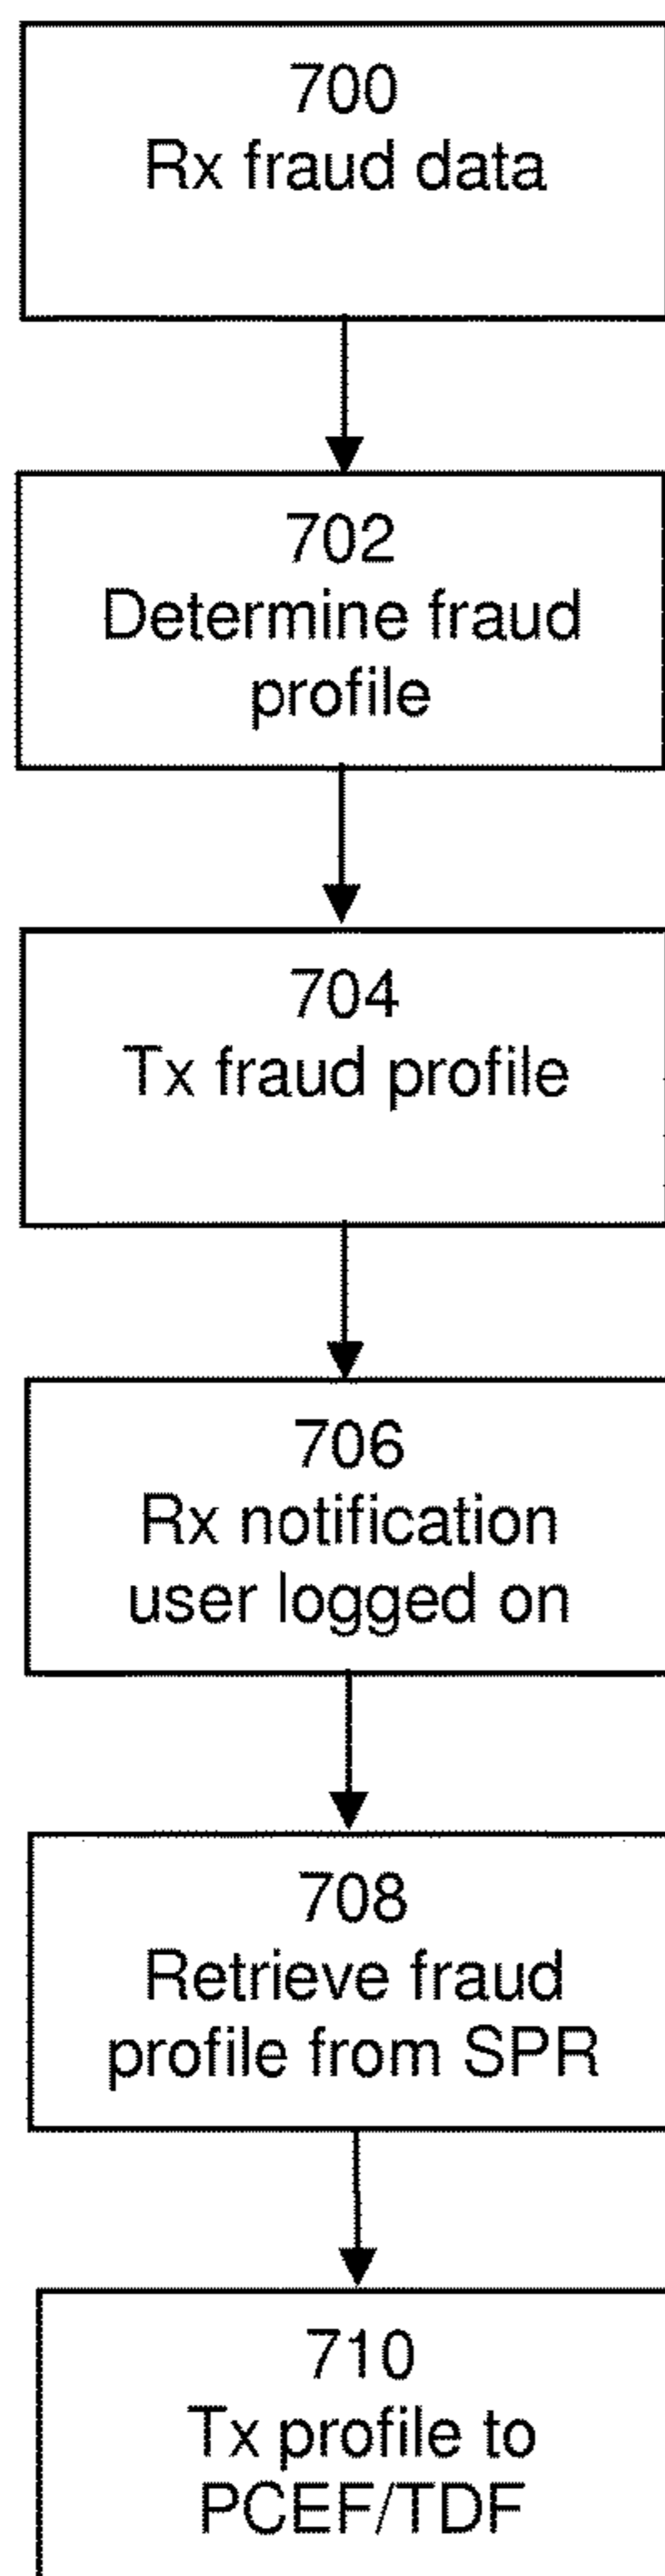 700
Rx fraud data
702
Determine fraud
profile
704
Tx fraud profile
706
Rx notification
user logged on
708
Retrieve fraud
profile from SPR
710
Tx profile to
PCEF/TDF